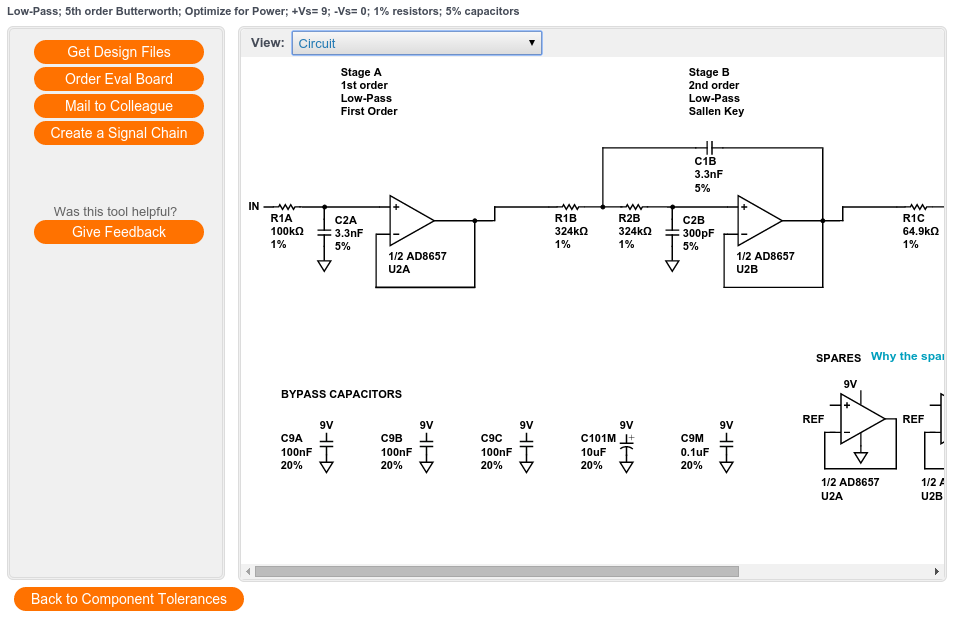 Low-Pass; 5th order Butterworth; Optimize for Power; +Vs= 9; -Vs= 0; 1% resistors; 5% capacitors
Get Design Files
Order Eval Board
Mail to Colleague
Create a Signal Chain
Was this tool helpful?
Give Feedback
View: Circuit
Stage A
1st order
Low-Pass
First Order
Stage B
2nd order
Low-Pass
Sallen Key
C1B
3.3nF
5%
IN
R1A
100kΩ
1%
C2A
3.3nF
5%
+
−
1/2 AD8657
U2A
R1B
324kΩ
1%
R2B
324kΩ
1%
C2B
300pF
5%
+
−
1/2 AD8657
U2B
R1C
64.9kΩ
1%
SPARES Why the spar
BYPASS CAPACITORS
9V
C9A
100nF
20%
9V
C9B
100nF
20%
9V
C9C
100nF
20%
9V
+
C101M
10uF
20%
9V
C9M
0.1uF
20%
9V
REF
+
−
1/2 AD8657
U2A
REF
1/2 A
U2B
Back to Component Tolerances